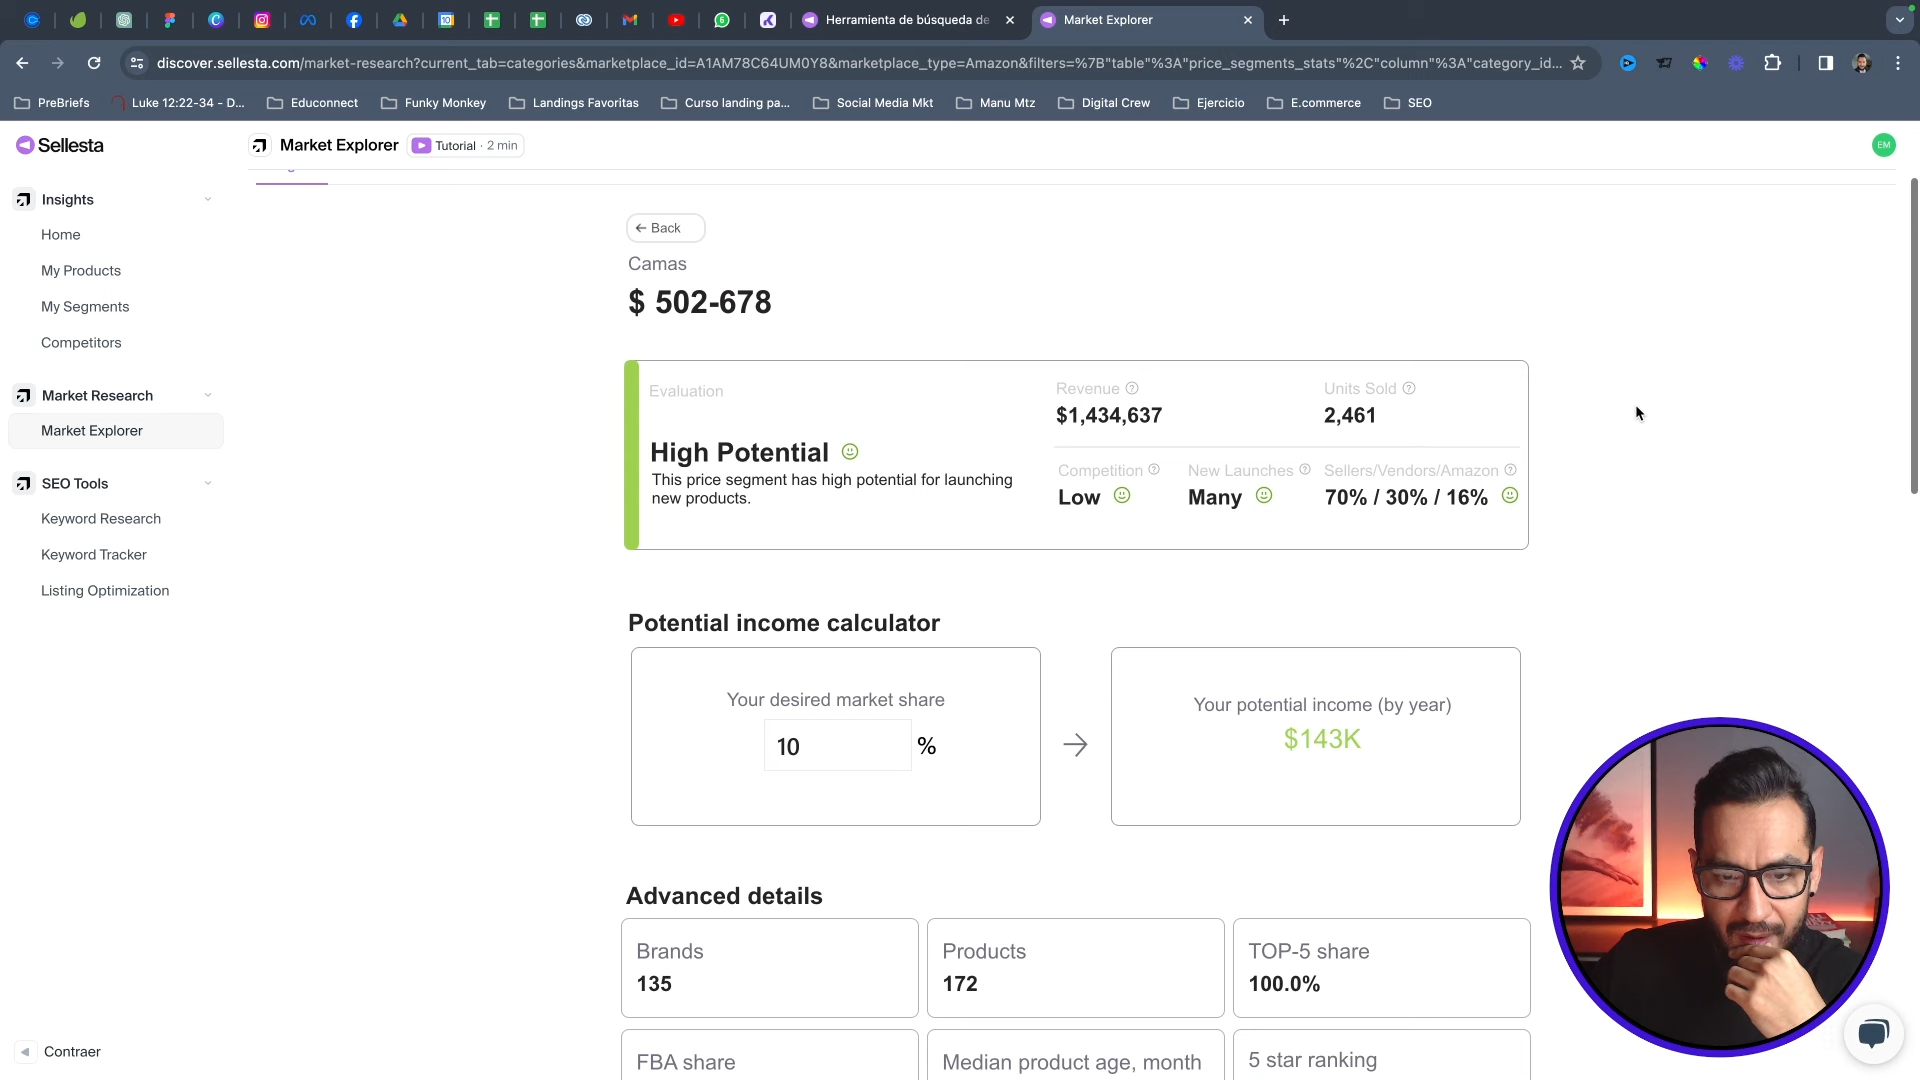 Herramienta de búsqueda de
Market Explorer
discover.sellesta.com/market-research?current_tab=categories&marketplace_id=A1AM78C64UM0Y8&marketplace_type=Amazon&filters=%7B"table"%3A"price_segments_stats"%2C"column"%3A"category_id...
PreBriefs
Luke 12:22-34 - D...
Educonnect
Funky Monkey
Landings Favoritas
Curso landing pa...
Social Media Mkt
Manu Mtz
Digital Crew
Ejercicio
E.commerce
SEO
Sellesta
Market Explorer
Tutorial · 2 min
EM
Insights
Home
My Products
My Segments
Competitors
Market Research
Market Explorer
SEO Tools
Keyword Research
Keyword Tracker
Listing Optimization
Contraer
← Back
Camas
$ 502-678
Evaluation
High Potential
This price segment has high potential for launching
new products.
Revenue
$1,434,637
Units Sold
2,461
Competition
Low
New Launches
Many
Sellers/Vendors/Amazon
70% / 30% / 16%
Potential income calculator
Your desired market share
10 %
Your potential income (by year)
$143K
Advanced details
Brands
135
Products
172
TOP-5 share
100.0%
FBA share
Median product age, month
5 star ranking